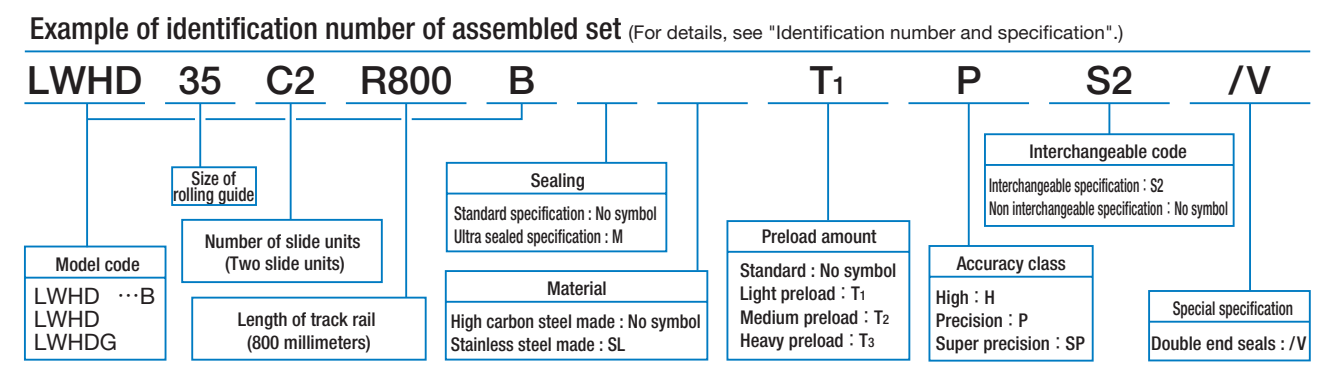 Example of identification number of assembled set (For details, see "Identification number and specification".)
LWHD 35 C2 R800 B T1 P S2 /V
Size of
rolling guide
Model code
LWHD ⋯B
LWHD
LWHDG
Number of slide units
(Two slide units)
Length of track rail
(800 millimeters)
Sealing
Standard specification : No symbol
Ultra sealed specification : M
Material
High carbon steel made : No symbol
Stainless steel made : SL
Preload amount
Standard : No symbol
Light preload : T1
Medium preload : T2
Heavy preload : T3
Interchangeable code
Interchangeable specification : S2
Non interchangeable specification : No symbol
Accuracy class
High : H
Precision : P
Super precision : SP
Special specification
Double end seals : /V